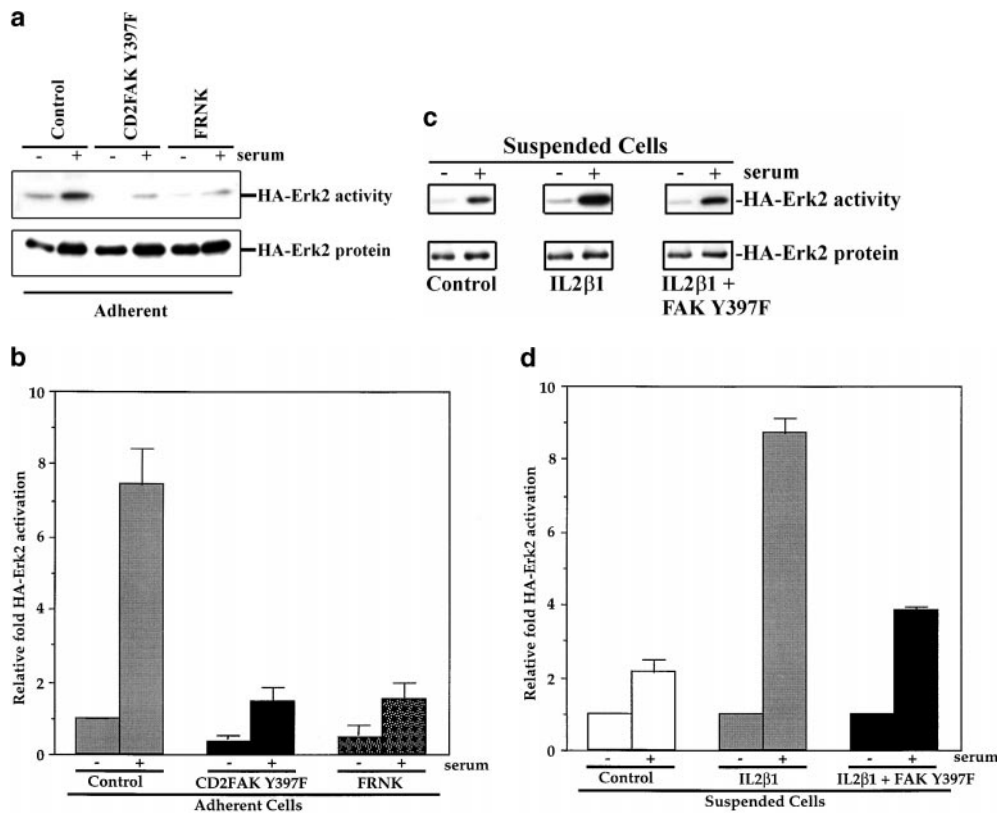 a
Control
CD2FAK Y397F
FRNK
- + - + - + serum
HA-Erk2 activity
HA-Erk2 protein
Adherent
c
Suspended Cells
- + - + - + serum
-HA-Erk2 activity
-HA-Erk2 protein
Control IL2β1 IL2β1 +
FAK Y397F
b
Relative fold HA-Erk2 activation
10
8
6
4
2
0
- + - + - + serum
Control CD2FAK Y397F FRNK
Adherent Cells
d
Relative fold HA-Erk2 activation
10
8
6
4
2
0
- + - + - + serum
Control IL2β1 IL2β1 + FAK Y397F
Suspended Cells